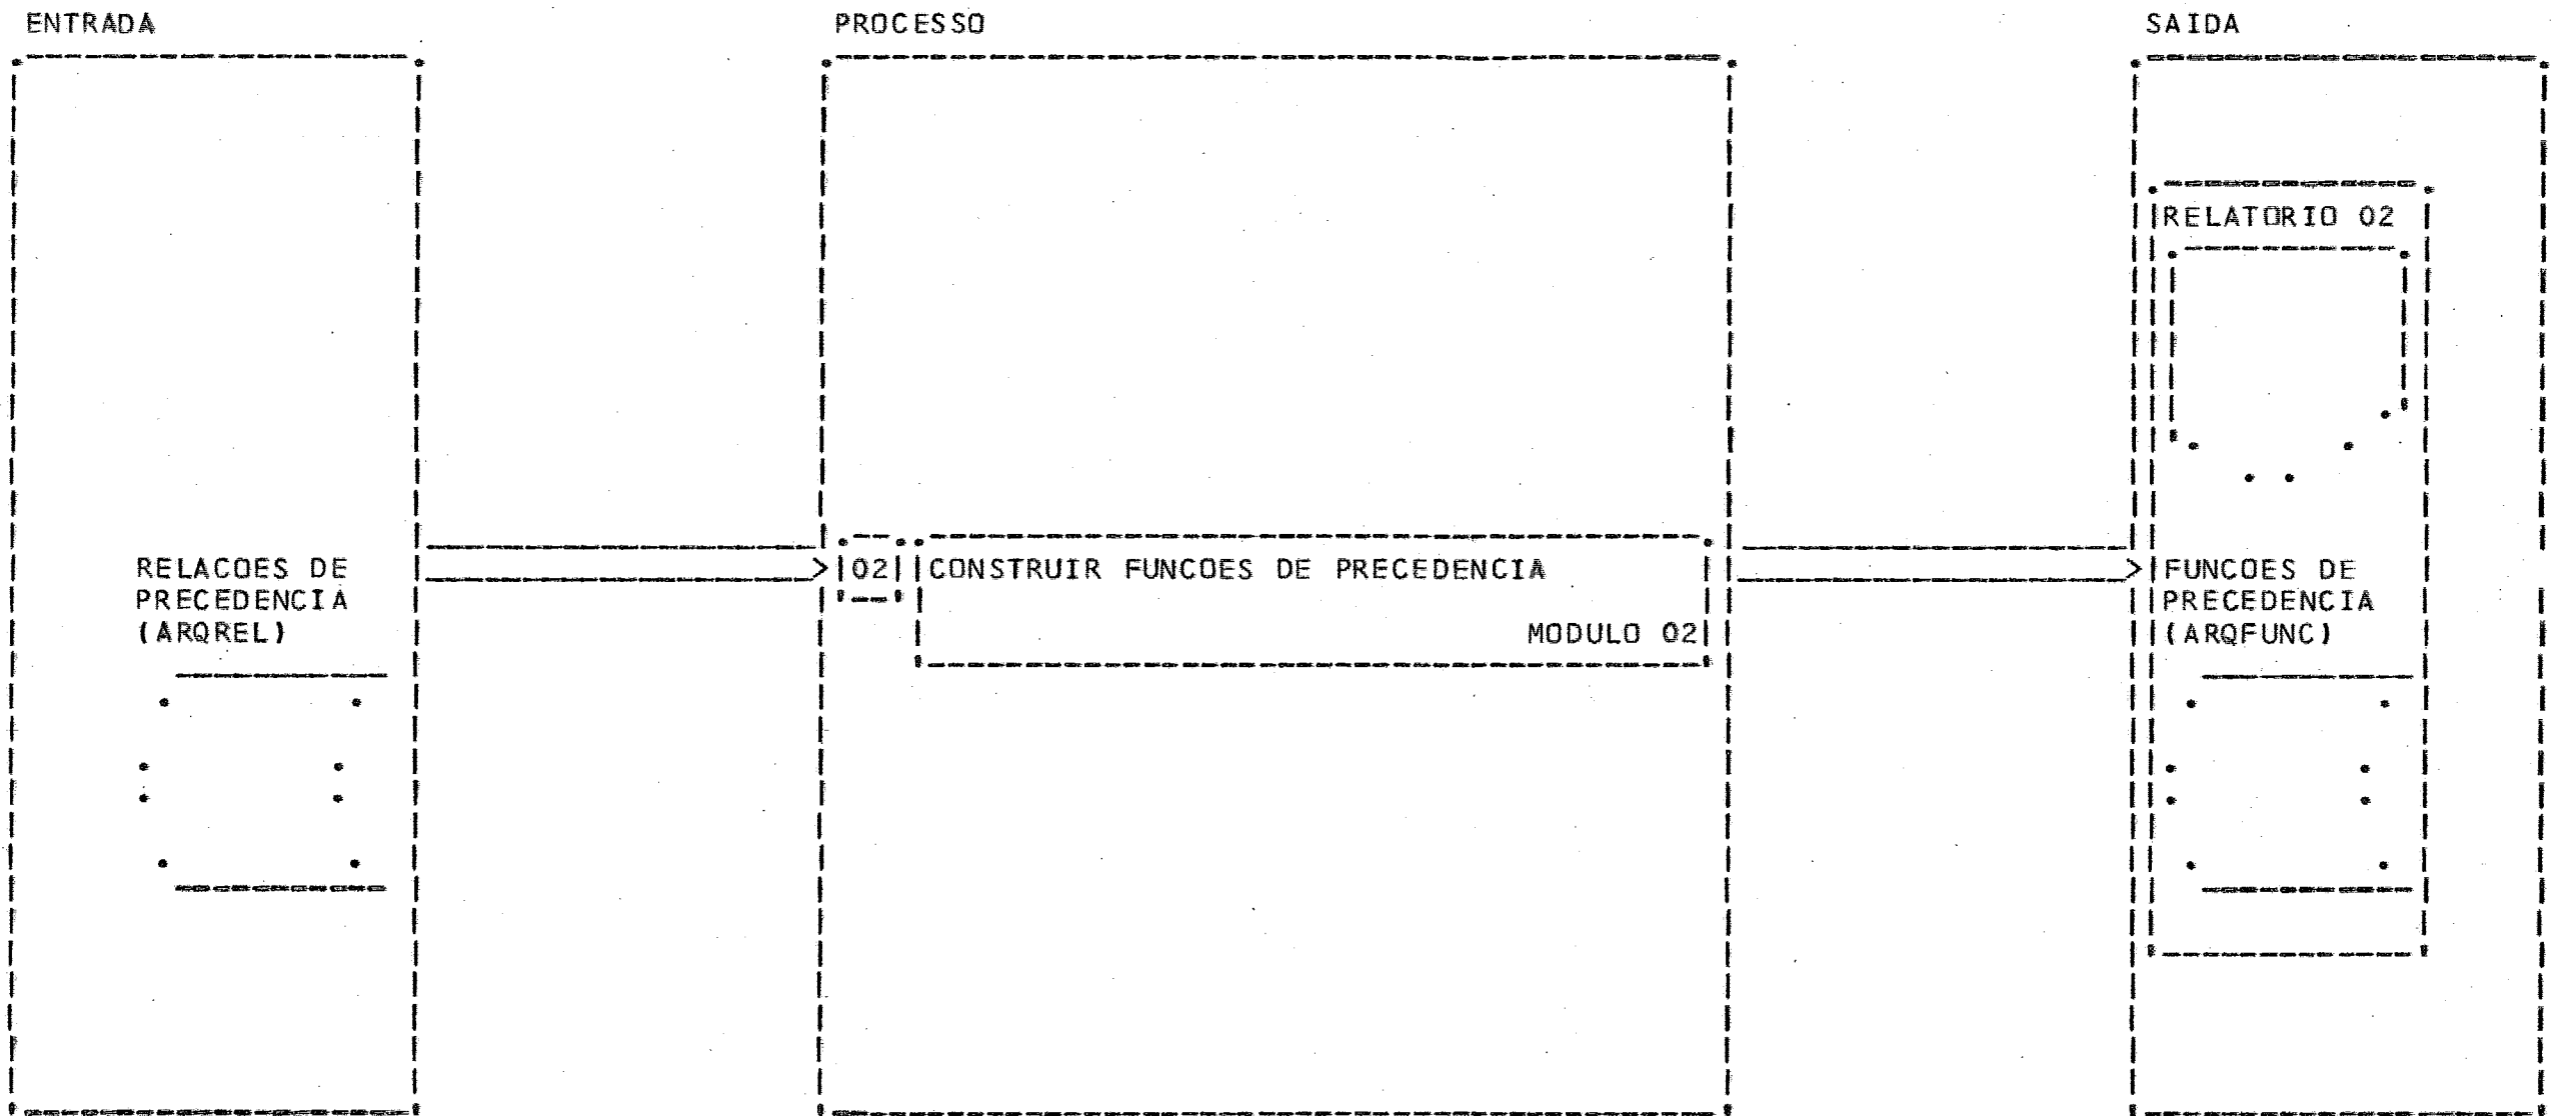 ENTRADA
PROCESSO
SAIDA
RELATORIO 02
RELACOES DE
PRECEDENCIA
(ARQREL)
02
CONSTRUIR FUNCOES DE PRECEDENCIA
MODULO 02
FUNCOES DE
PRECEDENCIA
(ARQFUNC)